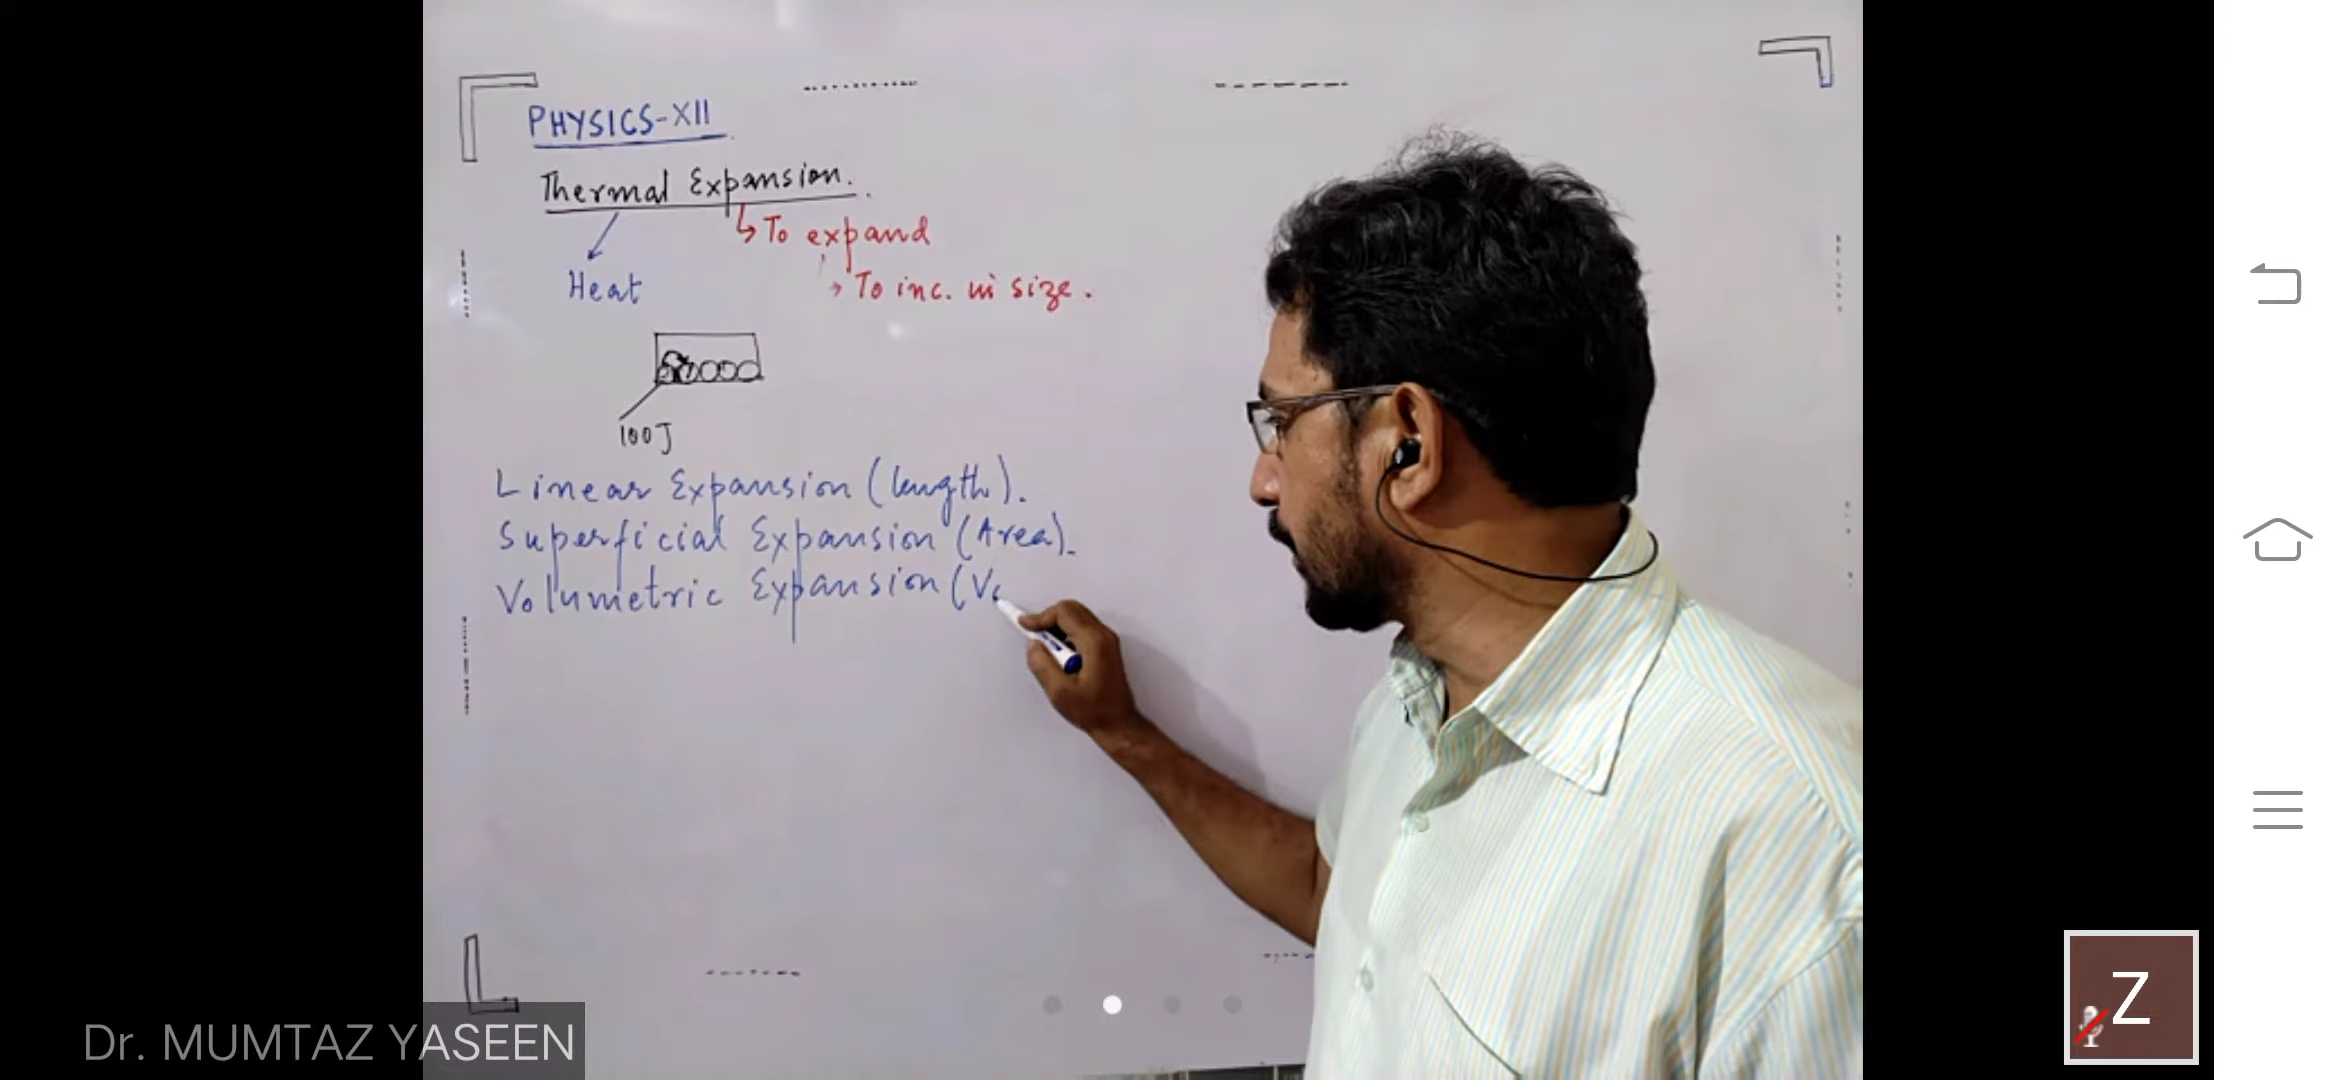 PHYSICS-XII
Thermal Expansion.
To expand
Heat
To inc. in size.
100J
Linear Expansion (length).
Superficial Expansion (Area).
Volumetric Expansion (Vo
Dr. MUMTAZ YASEEN
Z